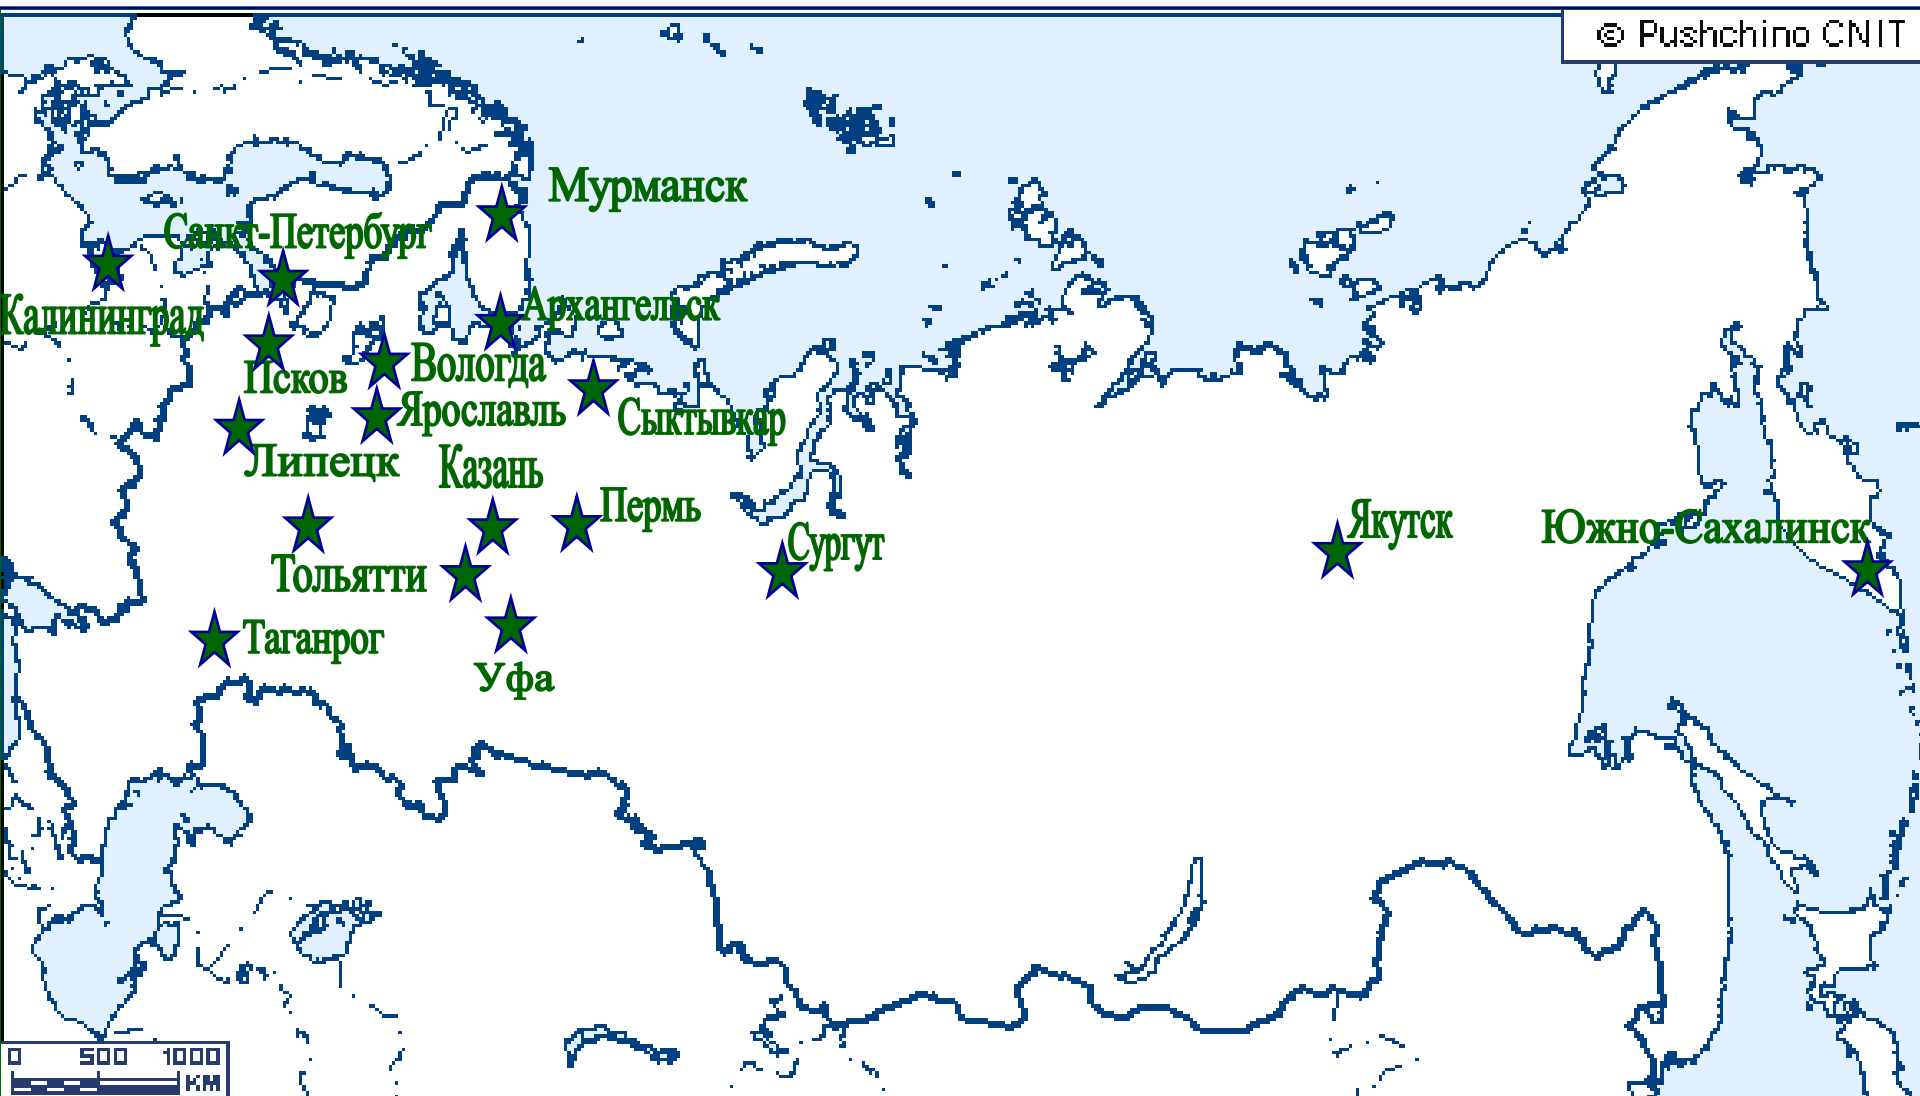 © Pushchino CNIT
Мурманск
Санкт-Петербург
Калининград
Архангельск
Псков
Вологда
Ярославль
Сыктывкар
Липецк
Казань
Пермь
Сургут
Якутск
Южно-Сахалинск
Тольятти
Таганрог
Уфа
0 500 1000
KM